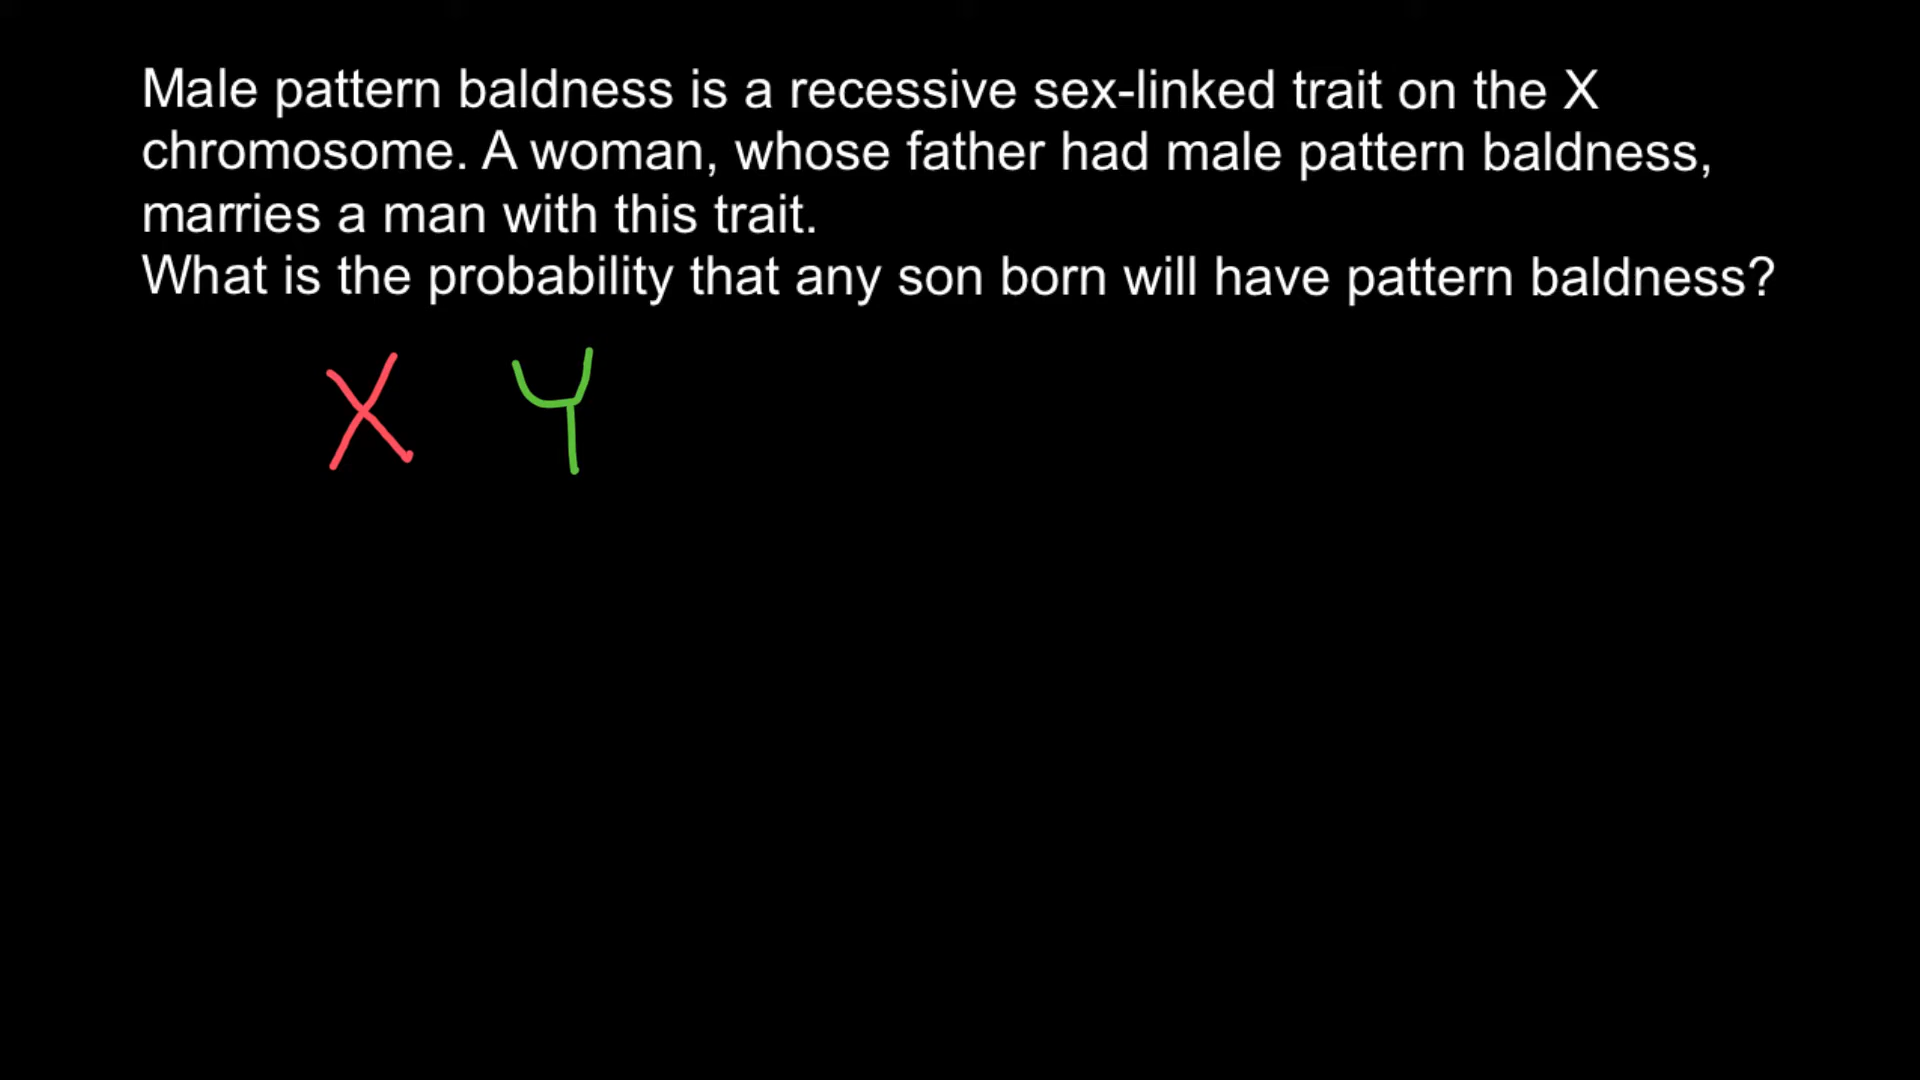 Male pattern baldness is a recessive sex-linked trait on the X
chromosome. A woman, whose father had male pattern baldness,
marries a man with this trait.
What is the probability that any son born will have pattern baldness?
X Y